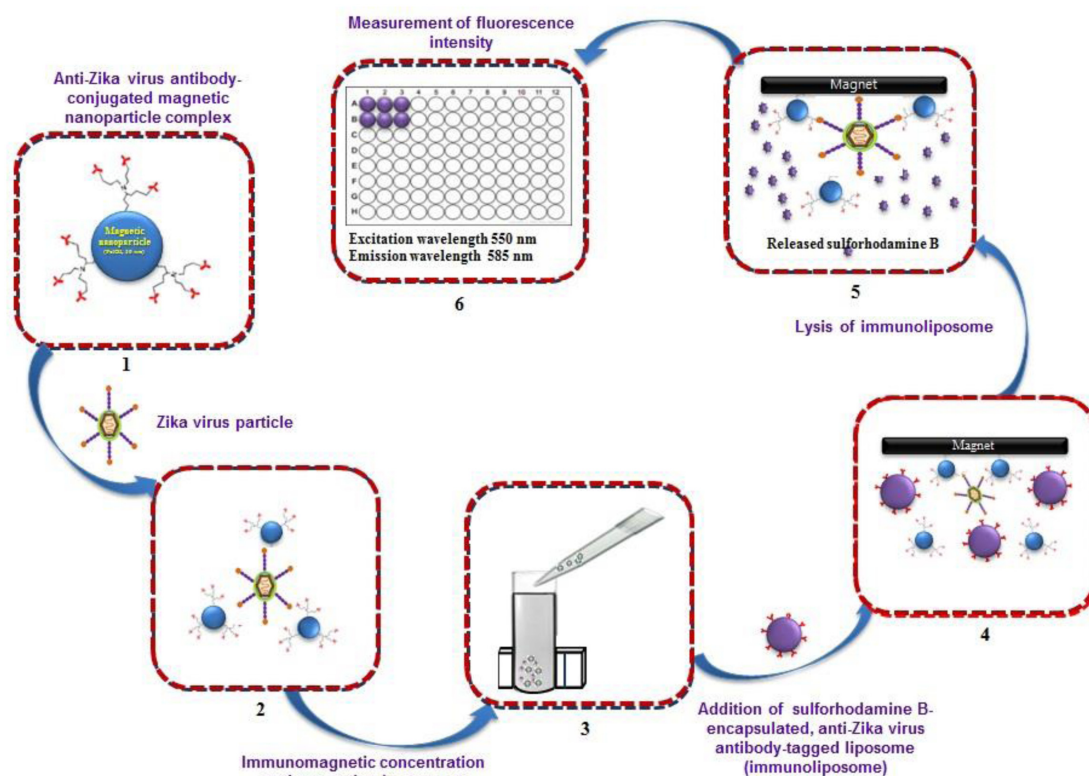 Anti-Zika virus antibody-
conjugated magnetic
nanoparticle complex
Magnetic
nanoparticle
1
Zika virus particle
2
Immunomagnetic concentration
3
Addition of sulforhodamine B-
encapsulated, anti-Zika virus
antibody-tagged liposome
(immunoliposome)
Magnet
4
Lysis of immunoliposome
Magnet
Released sulforhodamine B
5
Measurement of fluorescence
intensity
1 2 3 4 5 6 7 8 9 10 11 12
A
B
C
D
E
F
G
H
Excitation wavelength 550 nm
Emission wavelength 585 nm
6